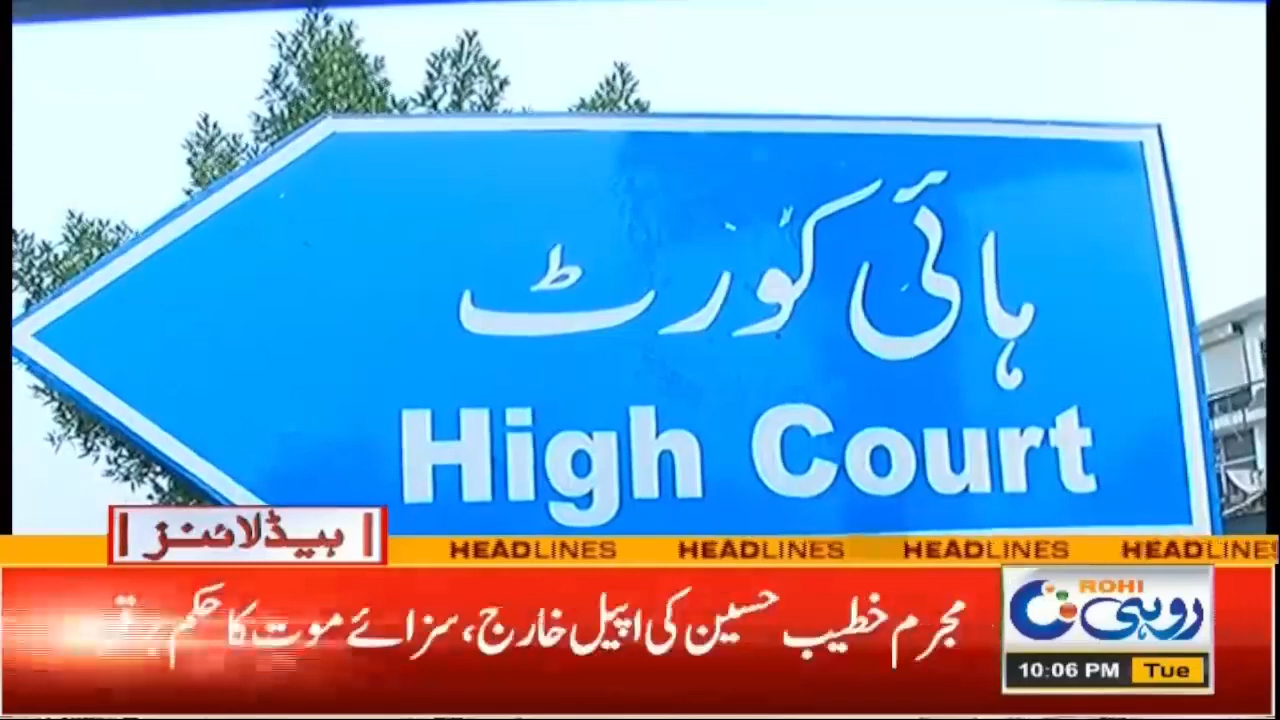 ہائی کورٹ
High Court
ہیڈلائنز
HEADLINES HEADLINES HEADLINES HEADLINES
مجرم خطیب حسین کی اپیل خارج، سزائے موت کا حکم
ROHI
روہی
10:06 PM Tue